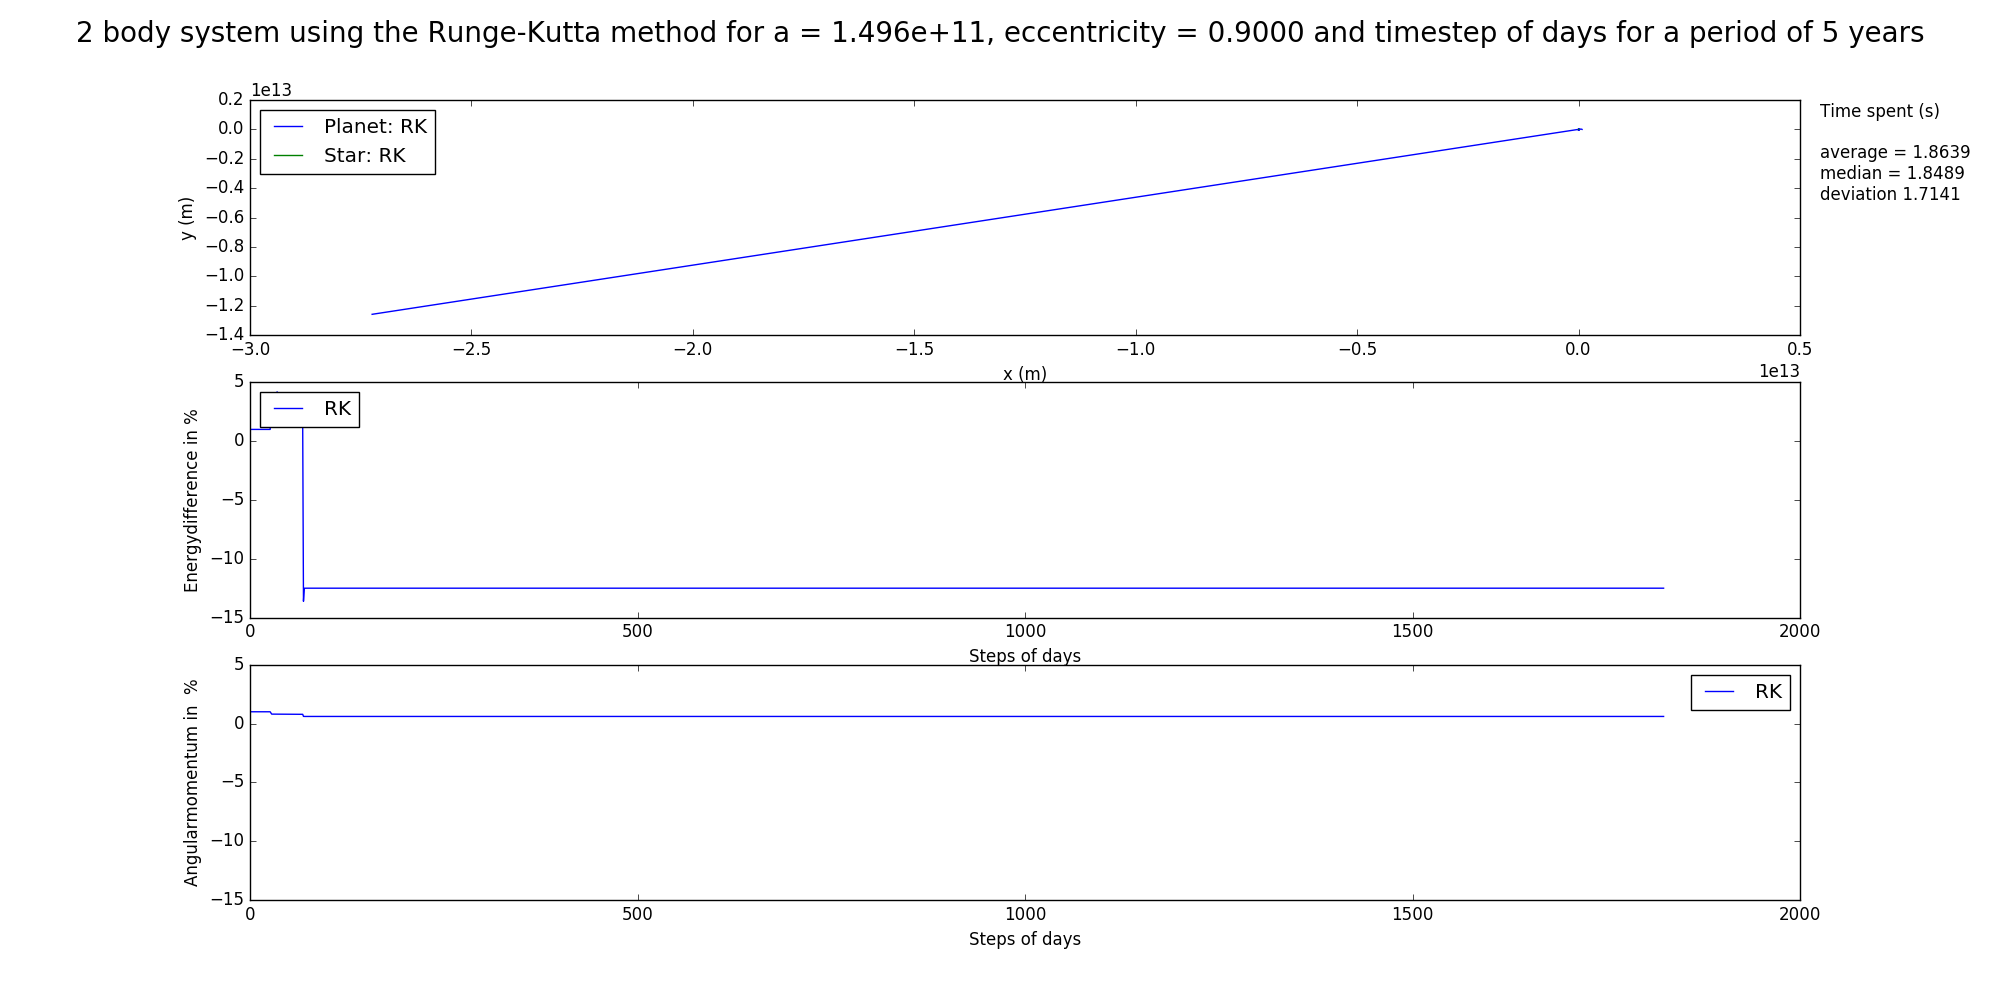 2 body system using the Runge-Kutta method for a = 1.496e+11, eccentricity = 0.9000 and timestep of days for a period of 5 years
1e13
0.2
0.0
−0.2
−0.4
−0.6
−0.8
−1.0
−1.2
−1.4
y (m)
Planet: RK
Star: RK
Time spent (s)
average = 1.8639
median = 1.8489
deviation 1.7141
−3.0 −2.5 −2.0 −1.5 −1.0 −0.5 0.0 0.5
x (m)
1e13
5
0
−5
−10
−15
Energydifference in %
RK
0 500 1000 1500 2000
Steps of days
5
0
−5
−10
−15
Angularmomentum in %
RK
0 500 1000 1500 2000
Steps of days